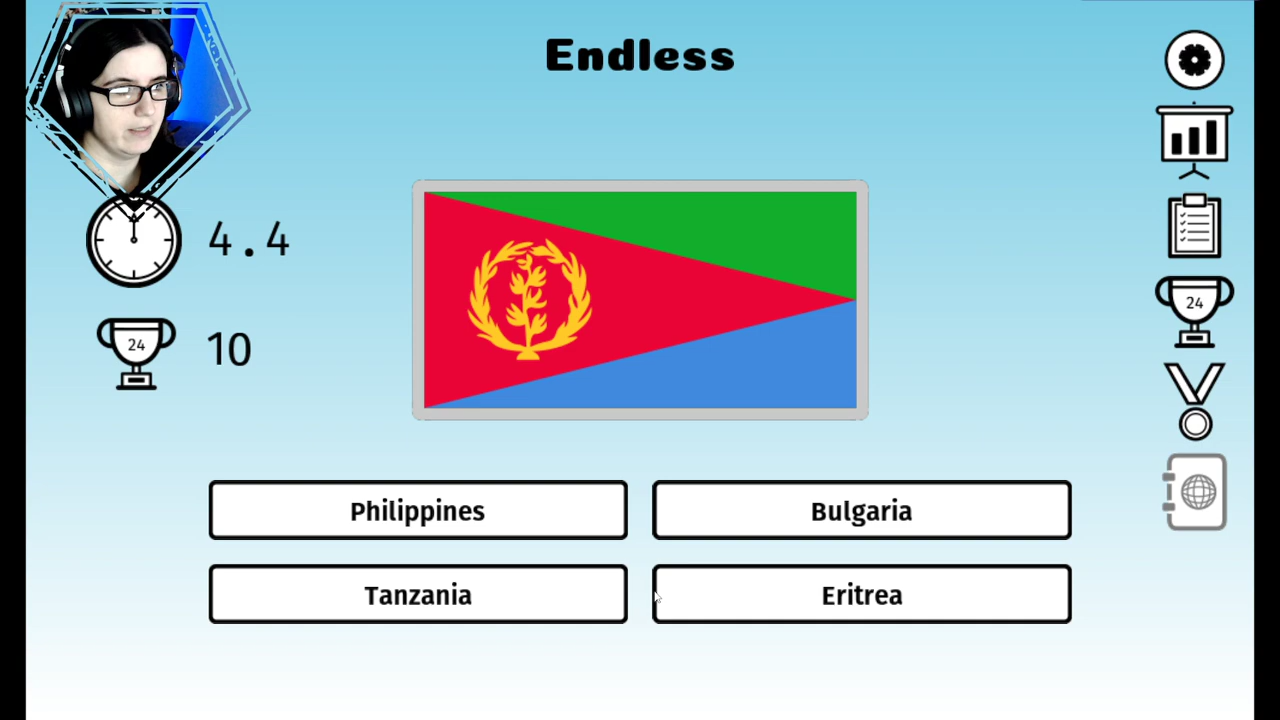 Endless
4.4
24
10
24
Philippines
Bulgaria
Tanzania
Eritrea